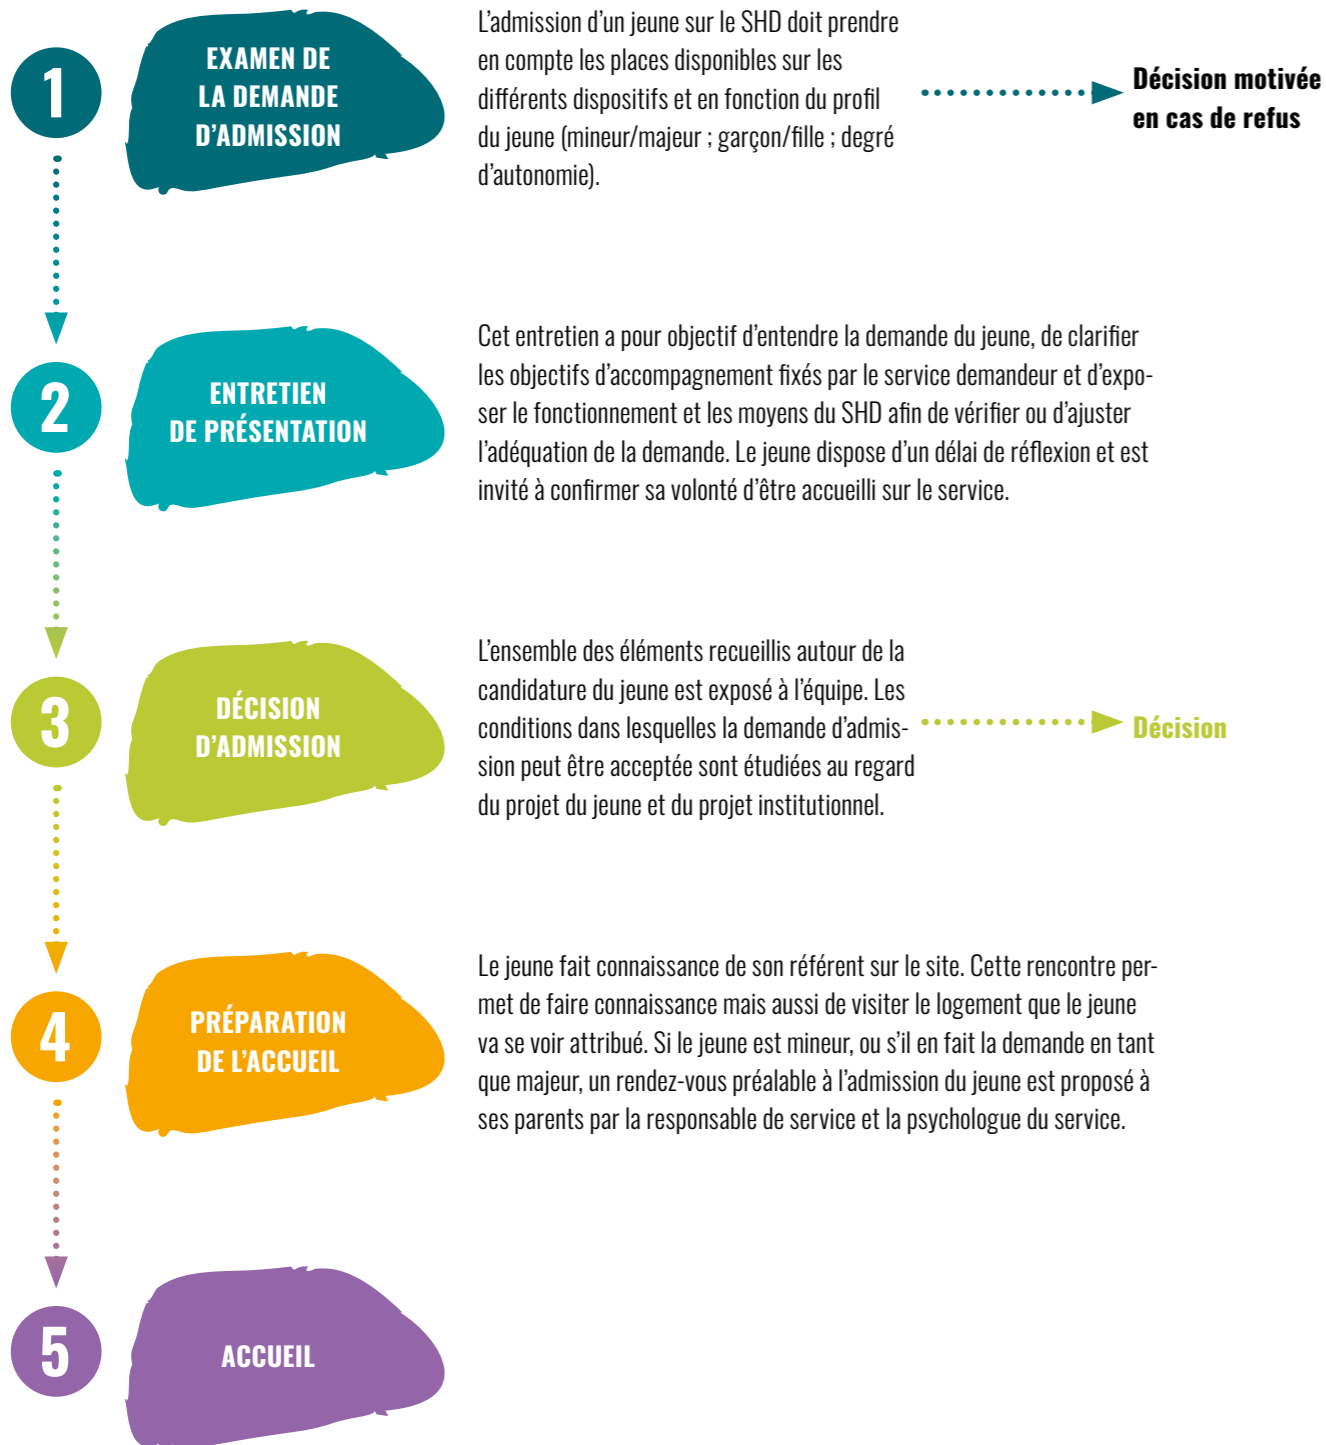 1
EXAMEN DE
LA DEMANDE
D'ADMISSION
L'admission d'un jeune sur le SHD doit prendre
en compte les places disponibles sur les
différents dispositifs et en fonction du profil
du jeune (mineur/majeur ; garçon/fille ; degré
d'autonomie).
Décision motivée
en cas de refus
2
ENTRETIEN
DE PRÉSENTATION
Cet entretien a pour objectif d'entendre la demande du jeune, de clarifier
les objectifs d'accompagnement fixés par le service demandeur et d'expo-
ser le fonctionnement et les moyens du SHD afin de vérifier ou d'ajuster
l'adéquation de la demande. Le jeune dispose d'un délai de réflexion et est
invité à confirmer sa volonté d'être accueilli sur le service.
3
DÉCISION
D'ADMISSION
L'ensemble des éléments recueillis autour de la
candidature du jeune est exposé à l'équipe. Les
conditions dans lesquelles la demande d'admis-
sion peut être acceptée sont étudiées au regard
du projet du jeune et du projet institutionnel.
Décision
4
PRÉPARATION
DE L'ACCUEIL
Le jeune fait connaissance de son référent sur le site. Cette rencontre per-
met de faire connaissance mais aussi de visiter le logement que le jeune
va se voir attribué. Si le jeune est mineur, ou s'il en fait la demande en tant
que majeur, un rendez-vous préalable à l'admission du jeune est proposé à
ses parents par la responsable de service et la psychologue du service.
5
ACCUEIL